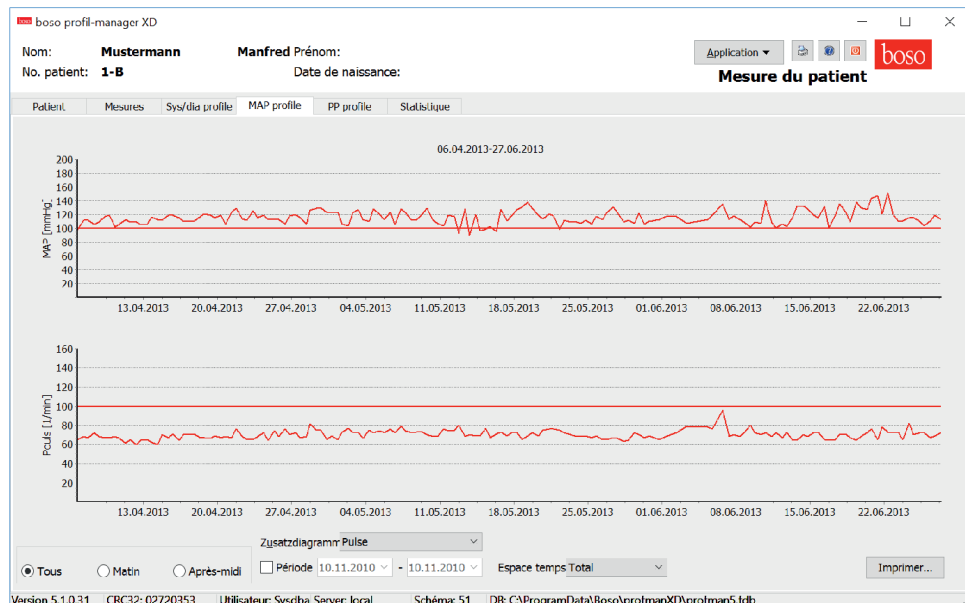 boso boso profil-manager XD
Nom: Mustermann Manfred Prénom:
No. patient: 1-B Date de naissance:
Application
boso
Mesure du patient
Patient Mesures Sys/dia profile MAP profile PP profile Statistique
06.04.2013-27.06.2013
MAP [mmHg]
200
180
160
140
120
100
80
60
40
20
13.04.2013 20.04.2013 27.04.2013 04.05.2013 11.05.2013 18.05.2013 25.05.2013 01.06.2013 08.06.2013 15.06.2013 22.06.2013
Pouls [1/min]
160
140
120
100
80
60
40
20
13.04.2013 20.04.2013 27.04.2013 04.05.2013 11.05.2013 18.05.2013 25.05.2013 01.06.2013 08.06.2013 15.06.2013 22.06.2013
Zusatzdiagramm Pulse
Tous Matin Après-midi Période 10.11.2010 - 10.11.2010 Espace temps Total Imprimer...
Version 5.1.0.31 CRC32: 02720353 Utilisateur: Sysdba Server: local Schéma: 51 DB: C:\ProgramData\Boso\profmanXD\profman5.fdb